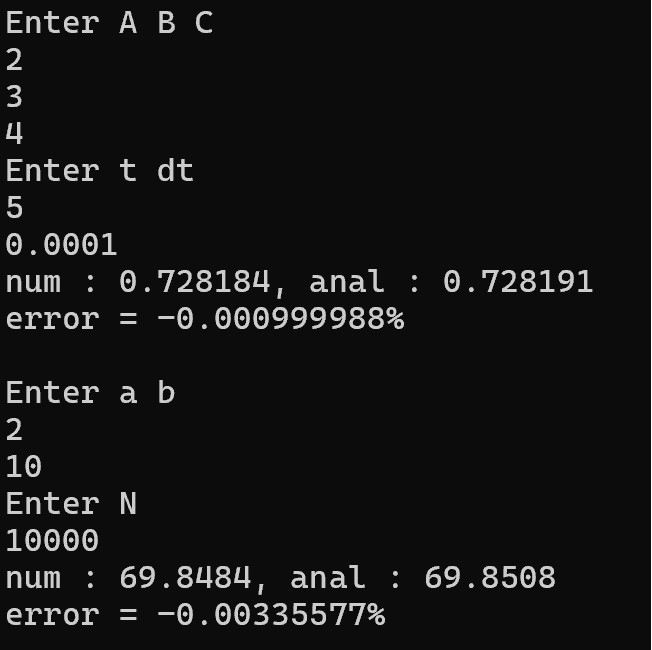 Enter A B C
2
3
4
Enter t dt
5
0.0001
num : 0.728184, anal : 0.728191
error = -0.000999988%
Enter a b
2
10
Enter N
10000
num : 69.8484, anal : 69.8508
error = -0.00335577%